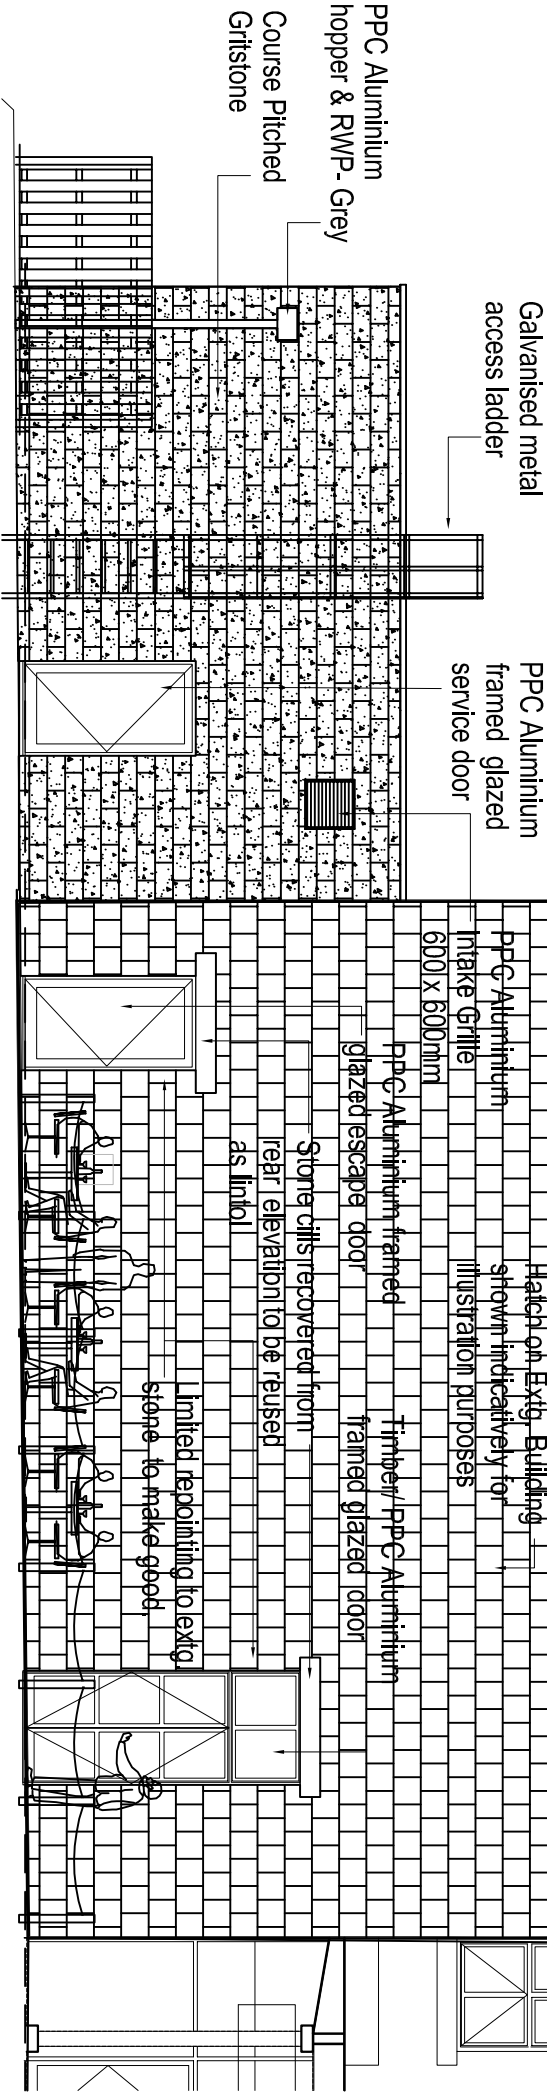 PPC Aluminium
hopper & RWP- Grey
Course Pitched
Gritstone
Galvanised metal
access ladder
PPC Aluminium
framed glazed
service door
PPC Aluminium
Intake Grille
600 x 600mm
PPC Aluminium framed
glazed escape door
Stone cills recovered from
rear elevation to be reused
as lintol
Hatch on Extg. Building
shown indicatively for
illustration purposes
Timber/ PPC Aluminium
framed glazed door
Limited repointing to extg.
stone to make good.